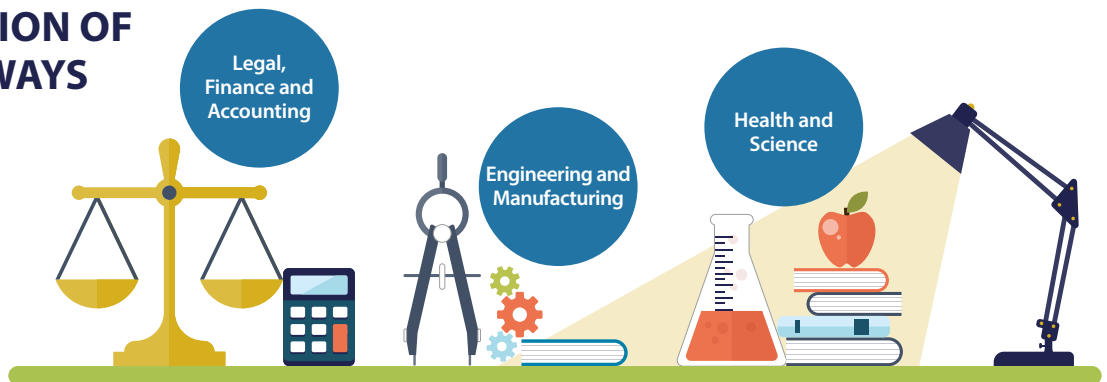 ION OF
WAYS
Legal,
Finance and
Accounting
Engineering and
Manufacturing
Health and
Science